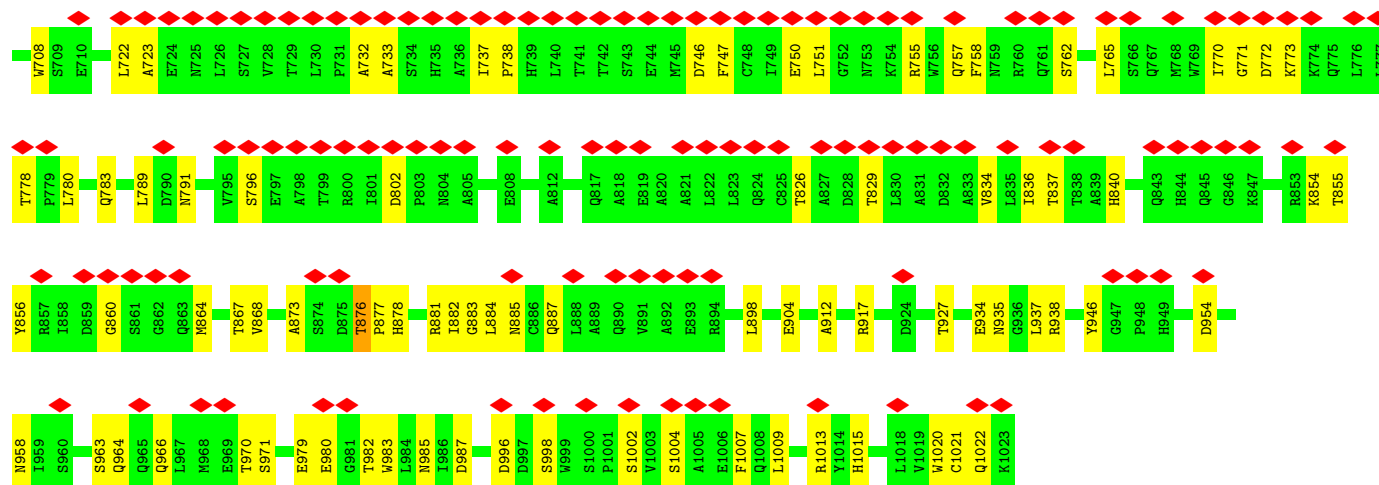 W708 S709 E710 L722 A723 E724 N725 L726 S727 V728 T729 L730 P731 A732 A733 S734 H735 A736 I737 P738 H739 L740 T741 T742 S743 E744 M745 D746 F747 C748 I749 E750 L751 G752 N753 K754 R755 W756 Q757 F758 N759 R760 Q761 S762 L765 S766 Q767 M768 W769 I770 G771 D772 K773 K774 Q775 L776 L777
T778 P779 L780 Q783 L789 D790 N791 V795 S796 E797 A798 T799 R800 I801 D802 P803 N804 A805 E808 A812 Q817 A818 E819 A820 A821 L822 L823 Q824 C825 T826 A827 D828 T829 L830 A831 D832 A833 V834 L835 I836 T837 T838 A839 H840 Q843 H844 Q845 G846 K847 R853 K854 T855
Y856 R857 I858 D859 G860 S861 G862 Q863 M864 T867 V868 A873 S874 D875 T876 P877 H878 R881 I882 G883 L884 N885 C886 Q887 L888 A889 Q890 V891 A892 E893 R894 L898 E904 A912 R917 D924 T927 E934 N935 G936 L937 R938 Y946 G947 P948 H949 D954
N958 I959 S960 S963 Q964 Q965 Q966 L967 M968 E969 T970 S971 E979 E980 G981 T982 W983 L984 N985 I986 D987 D996 D997 S998 W999 S1000 P1001 S1002 V1003 S1004 A1005 E1006 F1007 Q1008 L1009 R1013 Y1014 H1015 L1018 V1019 W1020 C1021 Q1022 K1023